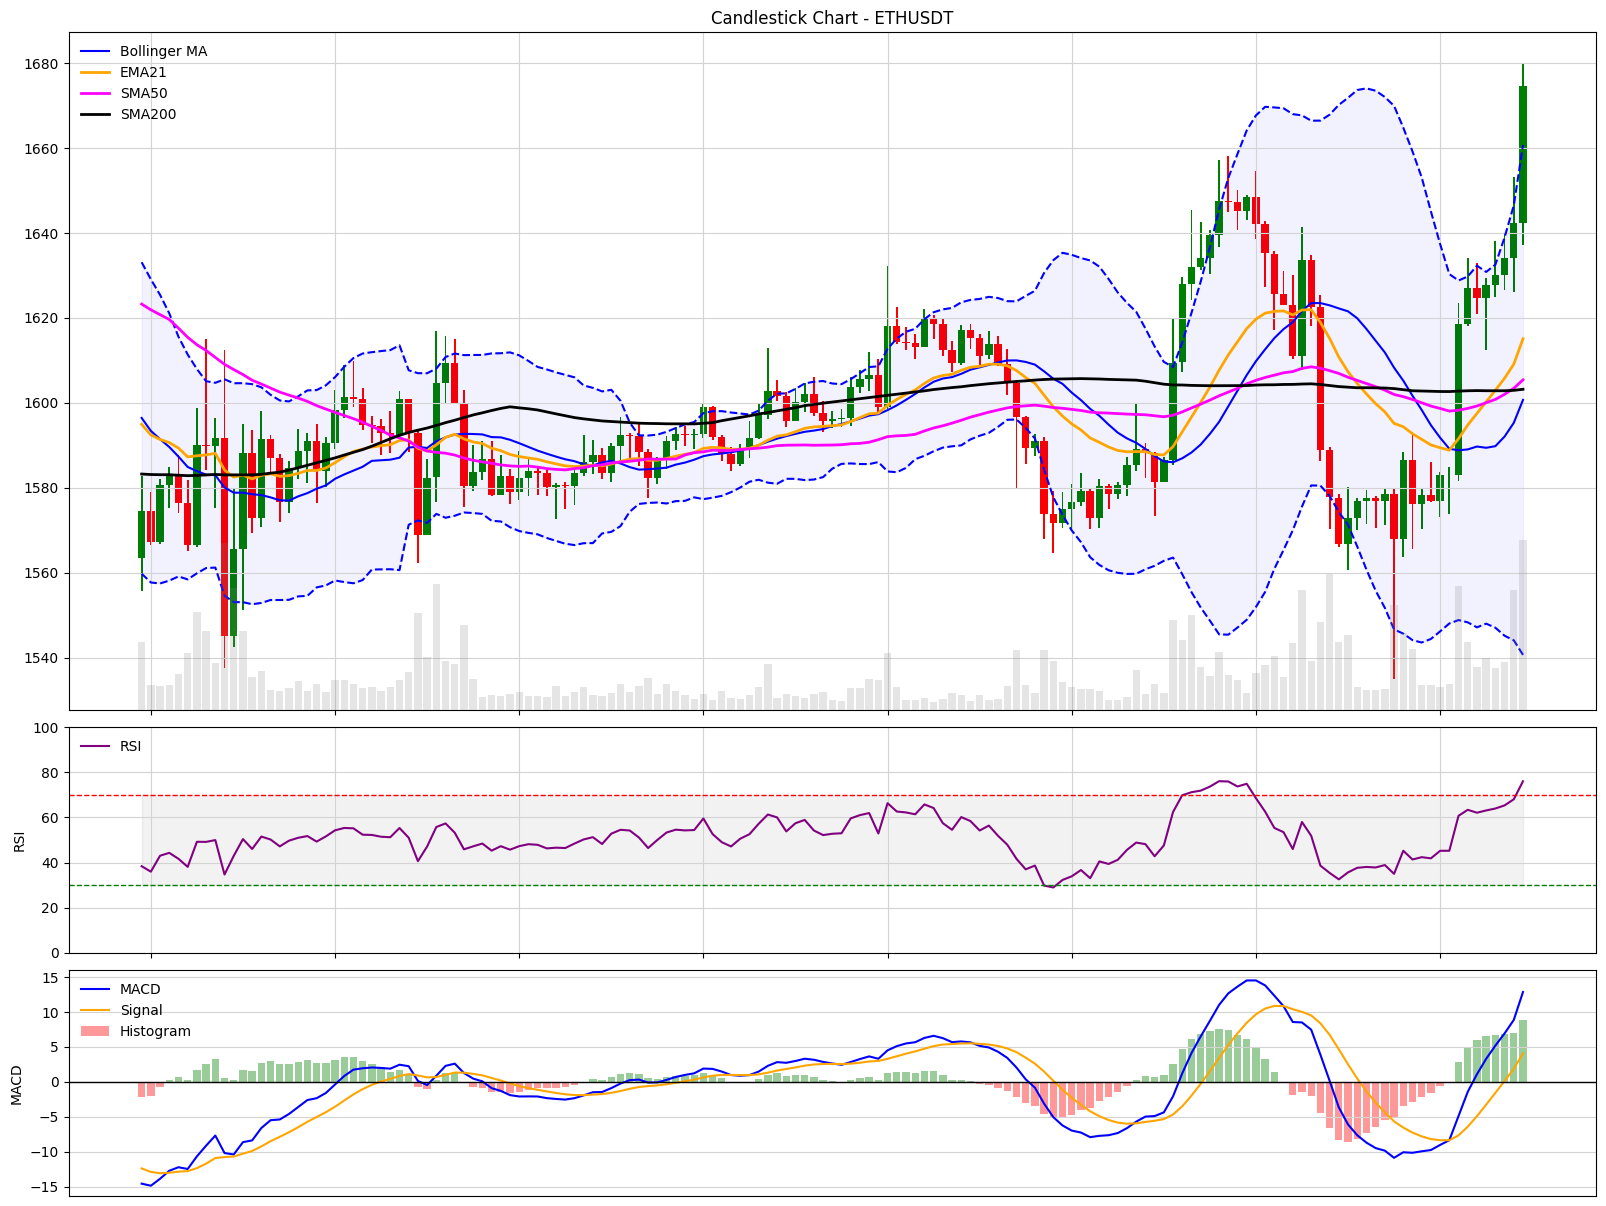 Candlestick Chart - ETHUSDT
Bollinger MA
EMA21
SMA50
SMA200
1680
1660
1640
1620
1600
1580
1560
1540
RSI
RSI
100
80
60
40
20
0
MACD
MACD
Signal
Histogram
15
10
5
0
−5
−10
−15